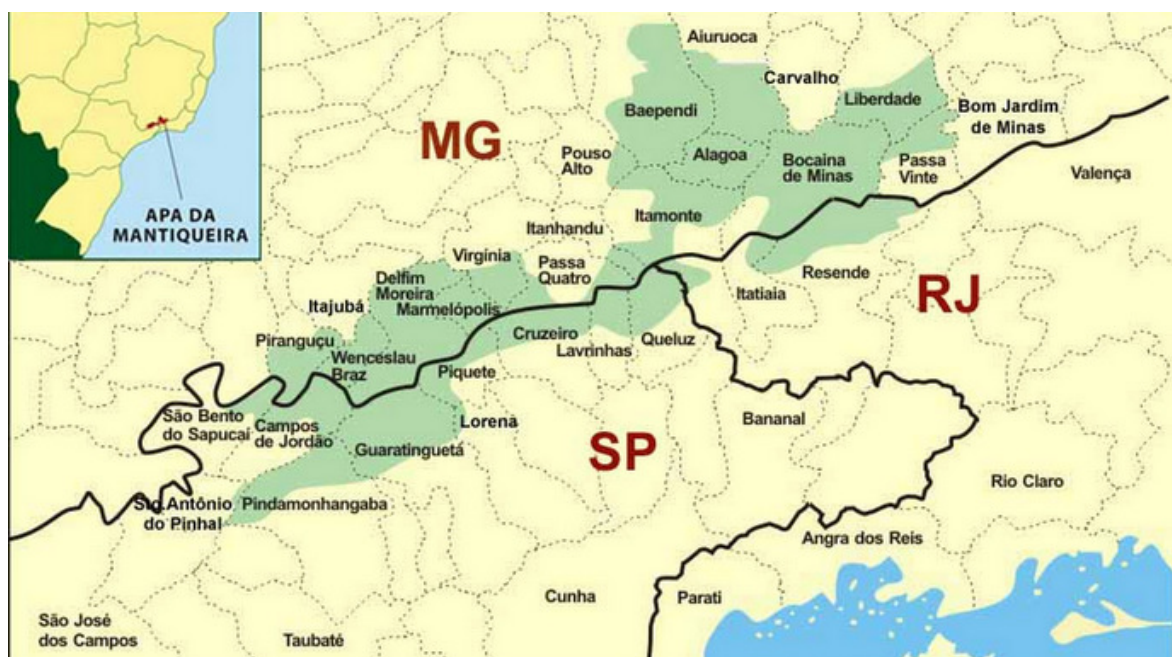 APA DA
MANTIQUEIRA
MG
RJ
SP
Aiuruoca
Carvalho
Baependi
Liberdade
Bom Jardim
de Minas
Pouso
Alto
Alagoa
Bocaina
de Minas
Passa
Vinte
Valença
Itamonte
Itanhandu
Virgínia
Passa
Quatro
Delfim
Moreira
Marmelópolis
Itajubá
Itatiaia
Resende
Piranguçu
Wenceslau
Braz
Cruzeiro
Lavrinhas
Queluz
Piquete
São Bento
do Sapucaí
Campos
de Jordão
Lorena
Guaratinguetá
Bananal
Sto.Antônio
do Pinhal
Pindamonhangaba
Rio Claro
Angra dos Reis
Cunha
Parati
São José
dos Campos
Taubaté